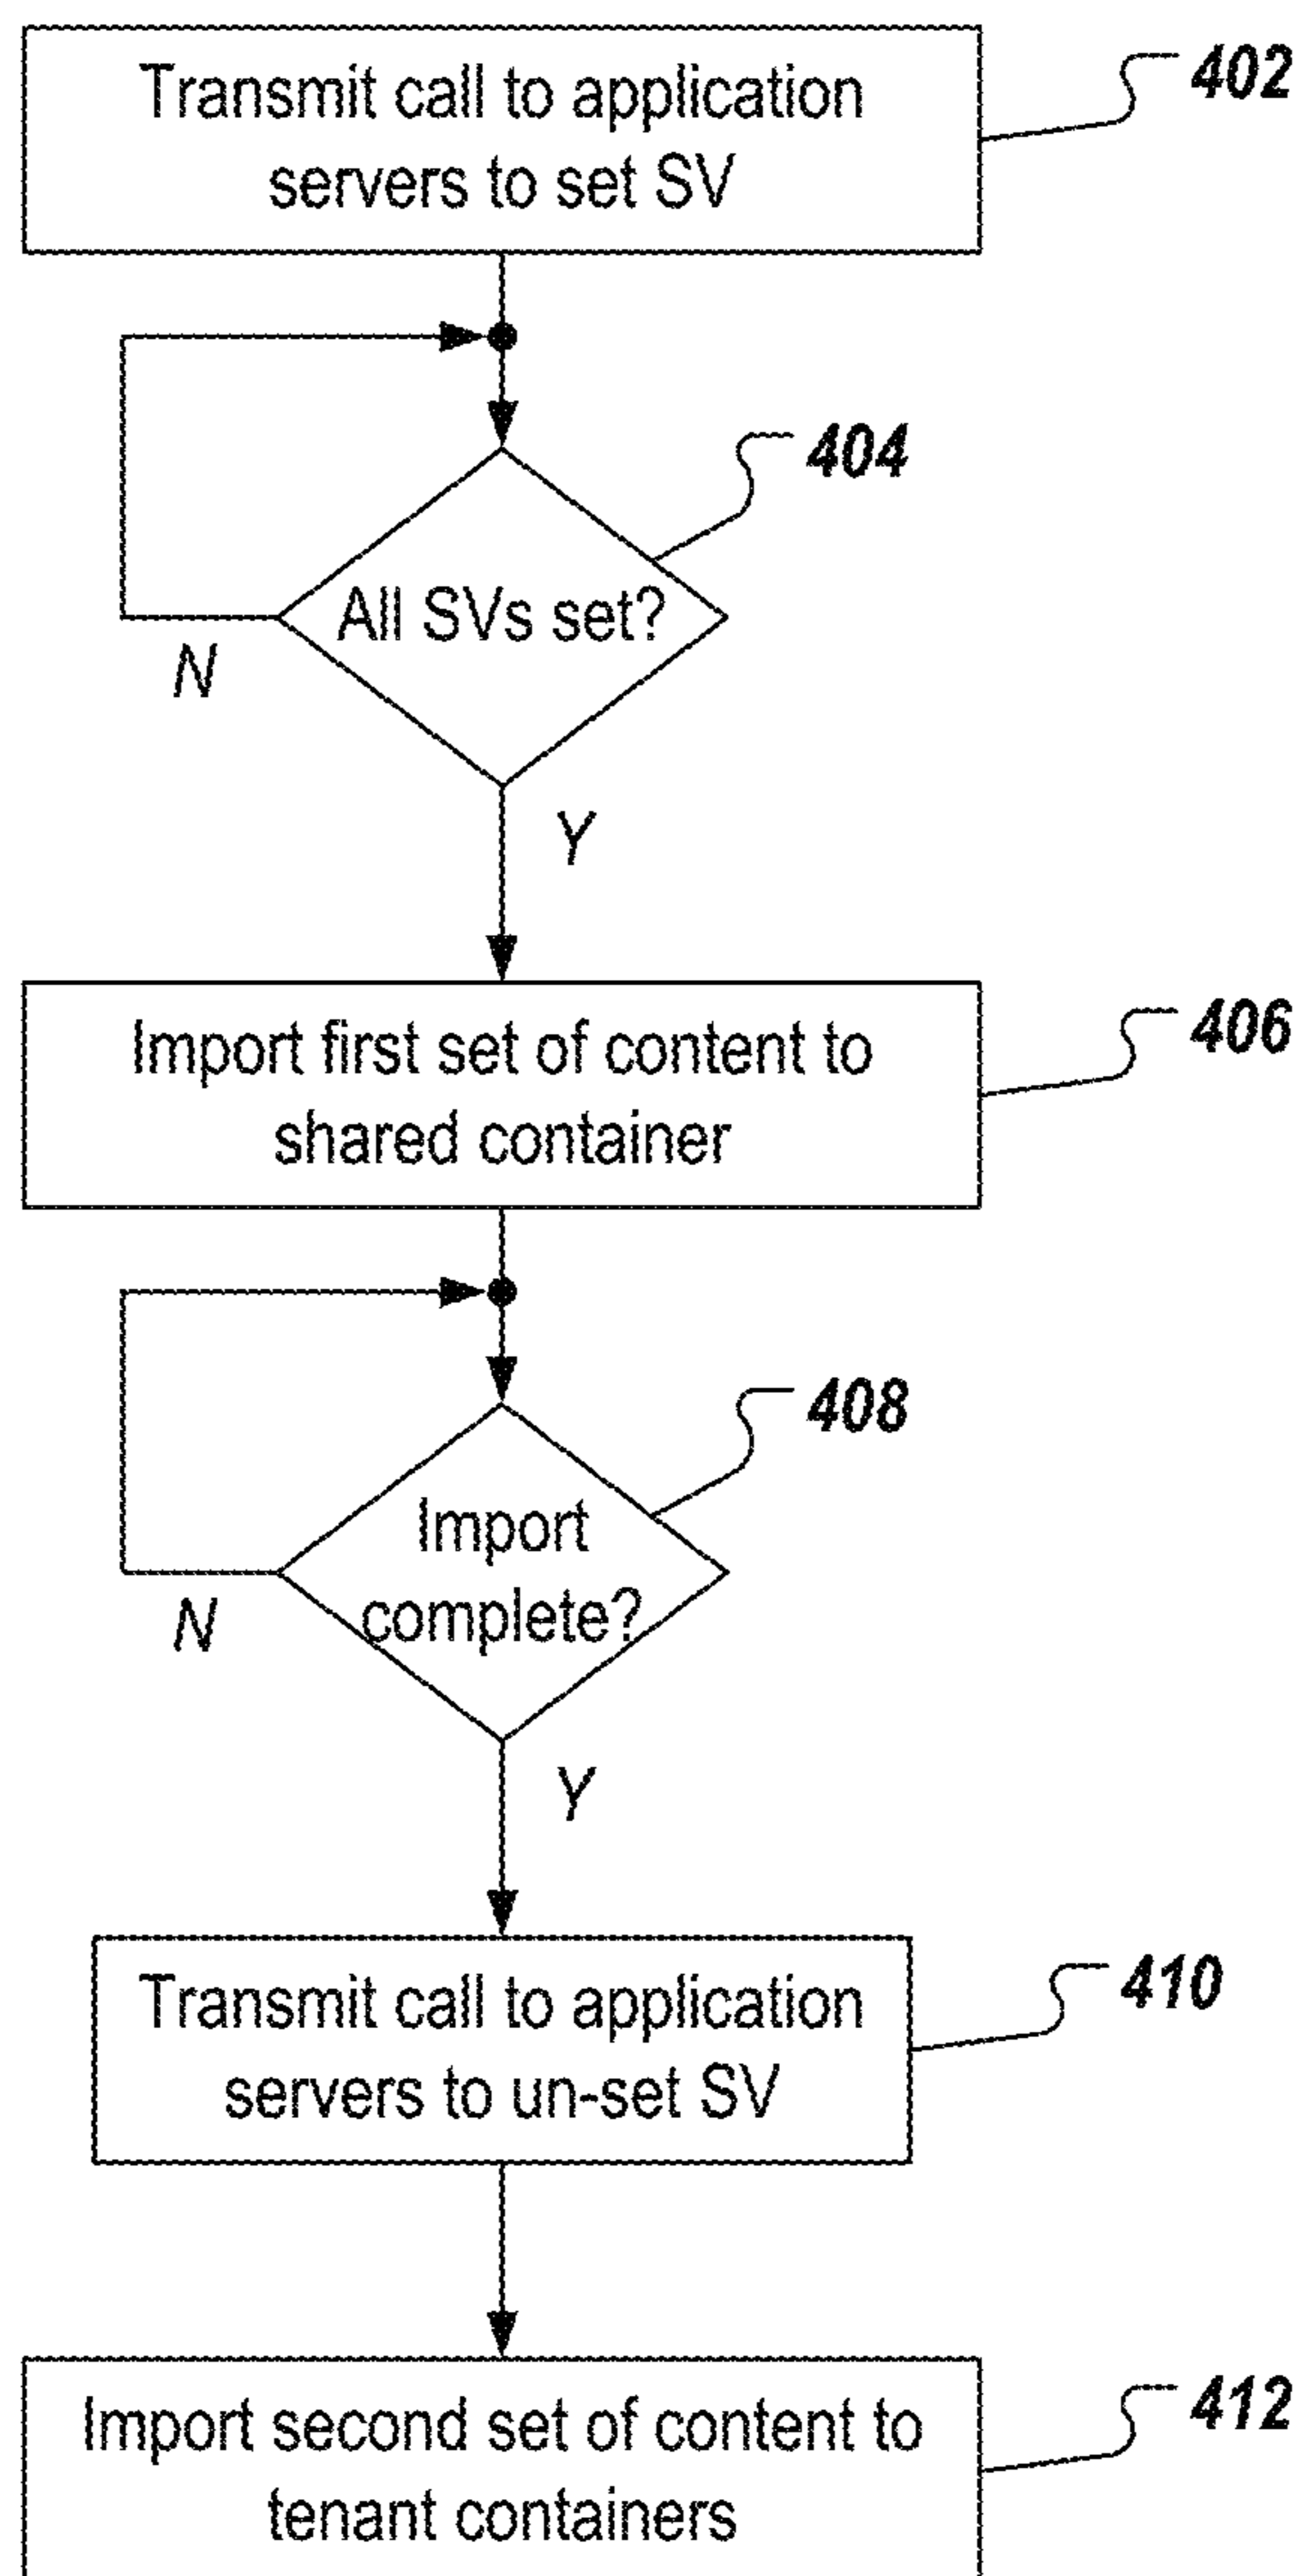 Transmit call to application
servers to set SV
402
404
All SVs set?
N
Y
Import first set of content to
shared container
406
408
Import
complete?
N
Y
Transmit call to application
servers to un-set SV
410
Import second set of content to
tenant containers
412